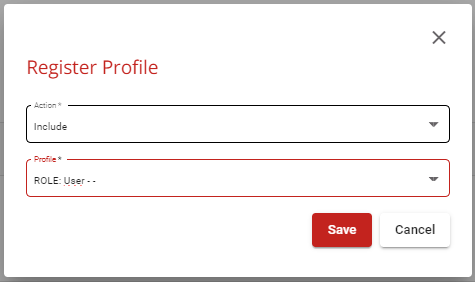 Register Profile
Action *
Include
Profile *
ROLE: User - -
Save
Cancel